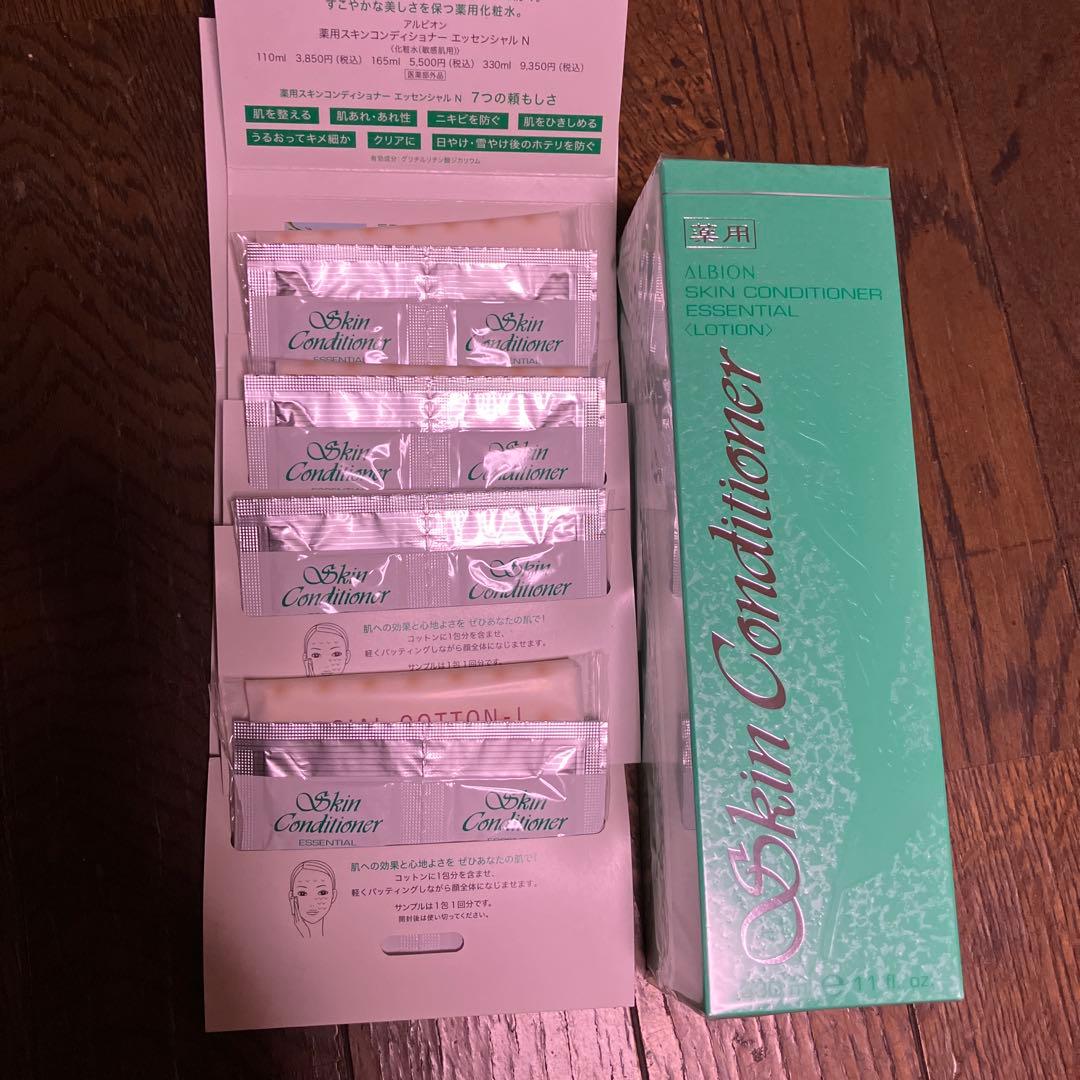 すこやかな美しさを保つ薬用化粧水。
アルビオン
薬用スキンコンディショナー エッセンシャル N
〈化粧水(敏感肌用)〉
110ml 3,850円(税込) 165ml 5,500円(税込) 330ml 9,350円(税込)
医薬部外品
薬用スキンコンディショナー エッセンシャル N 7つの頼もしさ
肌を整える 肌あれ・あれ性 ニキビを防ぐ 肌をひきしめる
うるおってキメ細か クリアに 日やけ・雪やけ後のホテリを防ぐ
有効成分:グリチルリチン酸ジカリウム
Skin Conditioner Skin Conditioner
ESSENTIAL
Skin Conditioner Skin Conditioner
Skin Conditioner Skin Conditioner
肌への効果と心地よさを ぜひあなたの肌で!
コットンに1包分を含ませ、
軽くパッティングしながら顔全体になじませます。
サンプルは1包1回分です。
COTTON-I
Skin Conditioner Skin Conditioner
ESSENTIAL
肌への効果と心地よさを ぜひあなたの肌で!
コットンに1包分を含ませ、
軽くパッティングしながら顔全体になじませます。
サンプルは1包1回分です。
開封後は使い切ってください。
薬用
ALBION
SKIN CONDITIONER
ESSENTIAL
〈LOTION〉
Skin Conditioner
e 11 fl. oz.